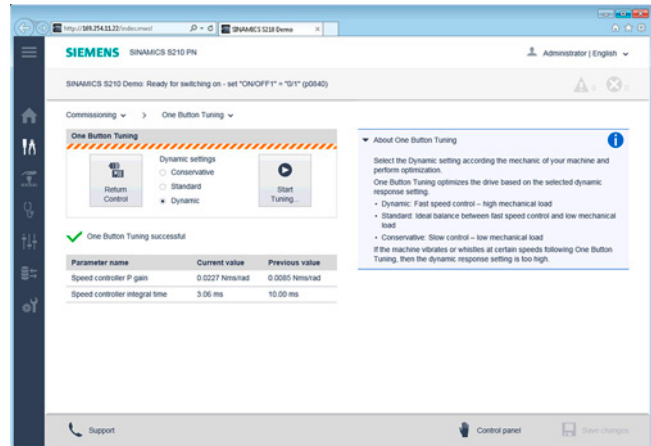 http://169.254.11.22/index.mwsl
SINAMICS S210 Demo
SIEMENS SINAMICS S210 PN
Administrator | English
SINAMICS S210 Demo: Ready for switching on - set "ON/OFF1" = "0/1" (p0840)
0
0
Commissioning > One Button Tuning
One Button Tuning
Return
Control
Dynamic settings
Conservative
Standard
Dynamic
Start
Tuning...
One Button Tuning successful
Parameter name Current value Previous value
Speed controller P gain 0.0227 Nms/rad 0.0085 Nms/rad
Speed controller integral time 3.06 ms 10.00 ms
About One Button Tuning
Select the Dynamic setting according the mechanic of your machine and
perform optimization.
One Button Tuning optimizes the drive based on the selected dynamic
response setting.
• Dynamic: Fast speed control – high mechanical load
• Standard: Ideal balance between fast speed control and low mechanical
load
• Conservative: Slow control – low mechanical load
If the machine vibrates or whistles at certain speeds following One Button
Tuning, then the dynamic response setting is too high.
Support
Control panel
Save changes